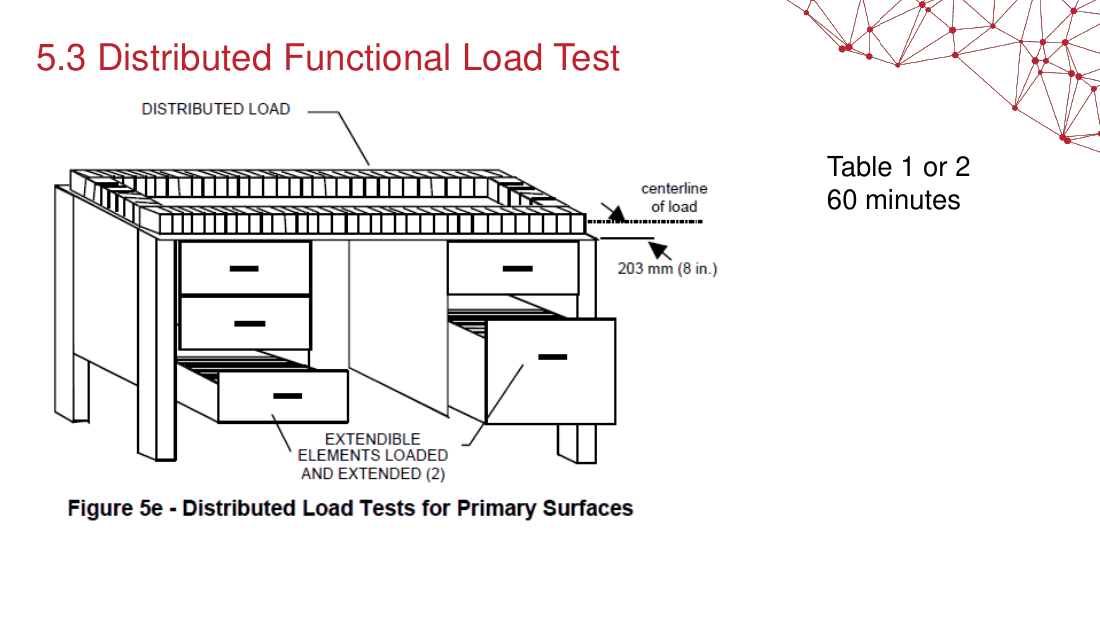 5.3 Distributed Functional Load Test
DISTRIBUTED LOAD
Table 1 or 2
60 minutes
centerline
of load
203 mm (8 in.)
EXTENDIBLE
ELEMENTS LOADED
AND EXTENDED (2)
Figure 5e - Distributed Load Tests for Primary Surfaces